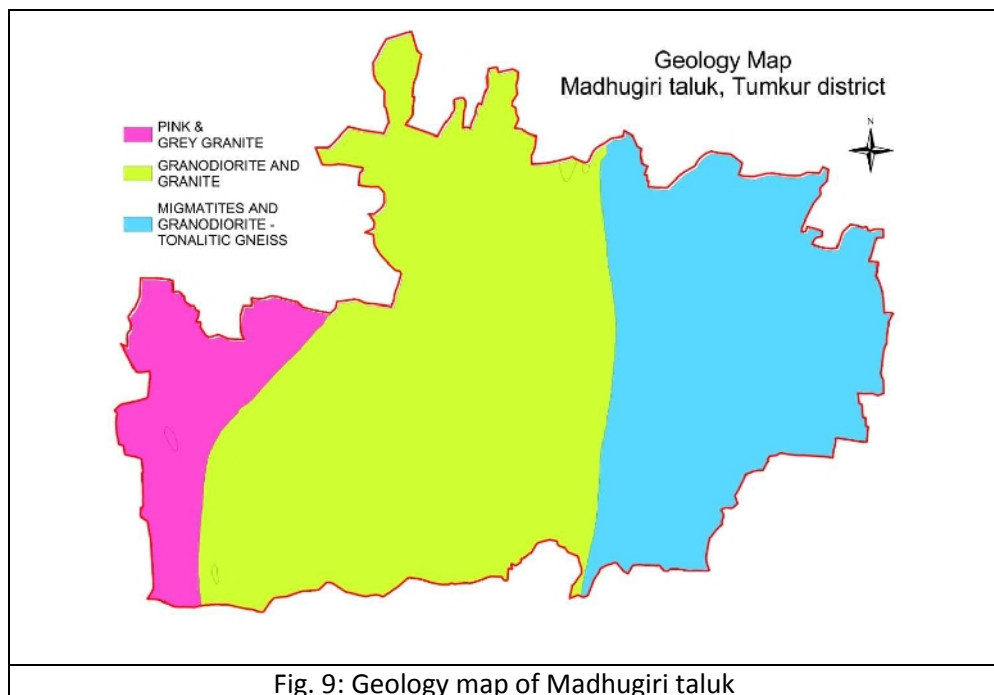 Geology Map
Madhugiri taluk, Tumkur district
N
PINK &
GREY GRANITE
GRANODIORITE AND
GRANITE
MIGMATITES AND
GRANODIORITE -
TONALITIC GNEISS
Fig. 9: Geology map of Madhugiri taluk